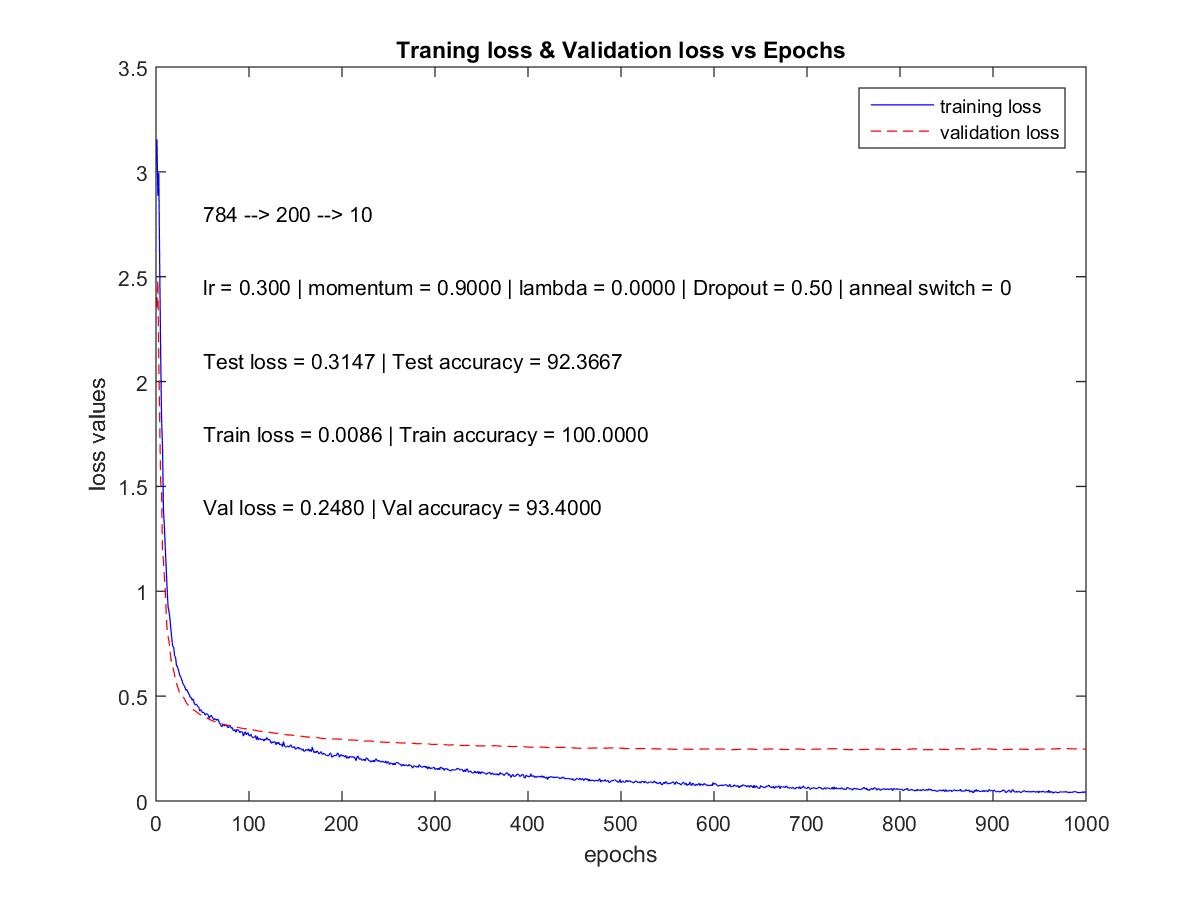 Traning loss & Validation loss vs Epochs
3.5
3
2.5
2
1.5
1
0.5
0
loss values
training loss
validation loss
784 --> 200 --> 10
lr = 0.300 | momentum = 0.9000 | lambda = 0.0000 | Dropout = 0.50 | anneal switch = 0
Test loss = 0.3147 | Test accuracy = 92.3667
Train loss = 0.0086 | Train accuracy = 100.0000
Val loss = 0.2480 | Val accuracy = 93.4000
0 100 200 300 400 500 600 700 800 900 1000
epochs